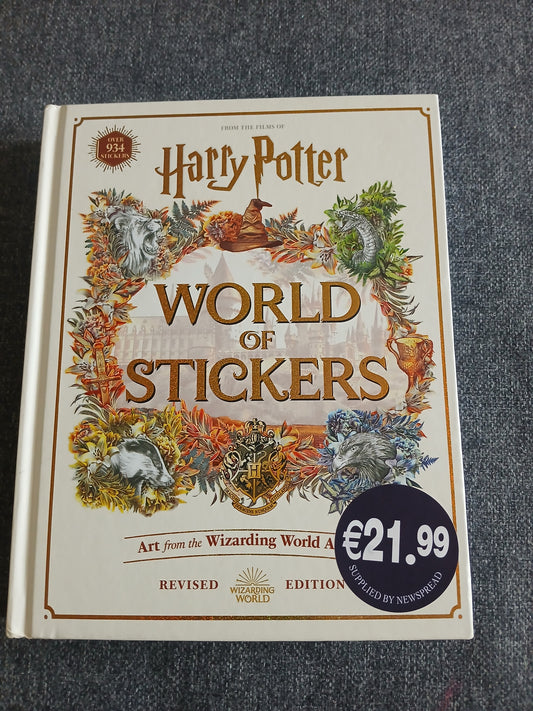 OVER
934
STICKERS
FROM THE FILMS OF
Harry Potter
WORLD
OF
STICKERS
Art from the Wizarding World A
REVISED EDITION
WIZARDING
WORLD
€21.99
SUPPLIED BY NEWSPREAD